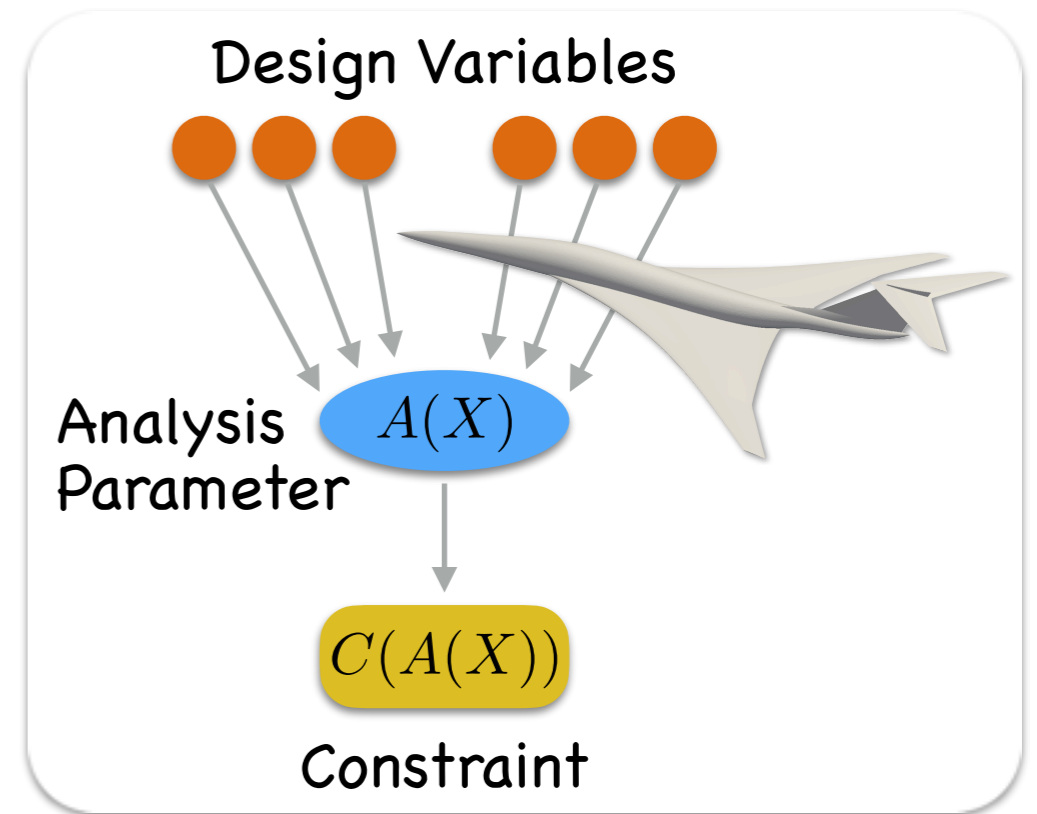 Design Variables
Analysis
Parameter
A(X)
C(A(X))
Constraint